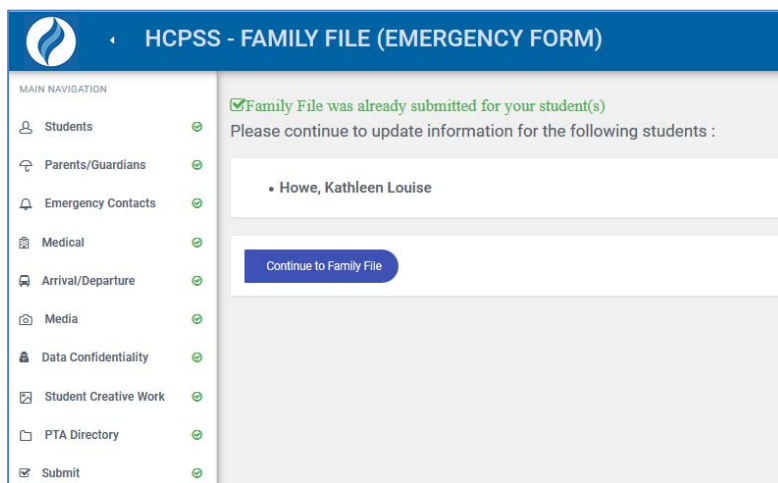 HCPSS - FAMILY FILE (EMERGENCY FORM)
MAIN NAVIGATION
Students
Parents/Guardians
Emergency Contacts
Medical
Arrival/Departure
Media
Data Confidentiality
Student Creative Work
PTA Directory
Submit
Family File was already submitted for your student(s)
Please continue to update information for the following students :
• Howe, Kathleen Louise
Continue to Family File